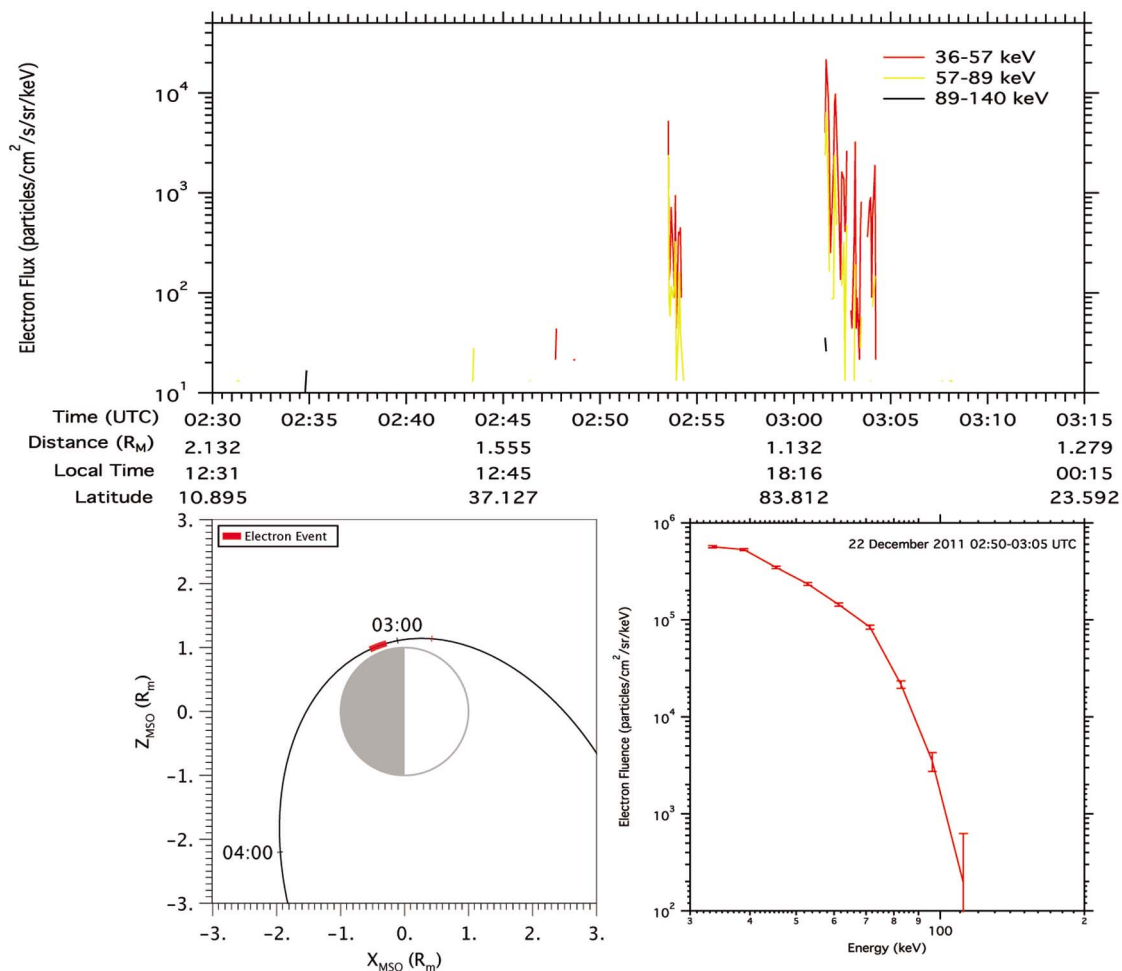 Electron Flux (particles/cm²/s/sr/keV)
10⁴
10³
10²
10¹
36-57 keV
57-89 keV
89-140 keV
Time (UTC) 02:30 02:35 02:40 02:45 02:50 02:55 03:00 03:05 03:10 03:15
Distance (R_M) 2.132 1.555 1.132 1.279
Local Time 12:31 12:45 18:16 00:15
Latitude 10.895 37.127 83.812 23.592
Z_MSO (R_m)
3.
2.
1.
0.
-1.
-2.
-3.
Electron Event
03:00
04:00
-3. -2. -1. 0. 1. 2. 3.
X_MSO (R_m)
Electron Fluence (particles/cm²/s/sr/keV)
10⁶
10⁵
10⁴
10³
10²
22 December 2011 02:50-03:05 UTC
3 4 5 6 7 8 9 100 2
Energy (keV)